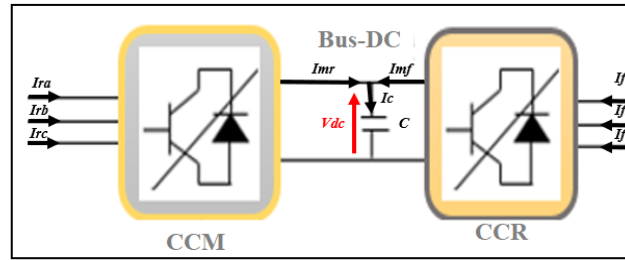 Bus-DC
Imr
Imf
Ira
Irb
Irc
Ic
Vdc
C
If
If
If
CCM
CCR